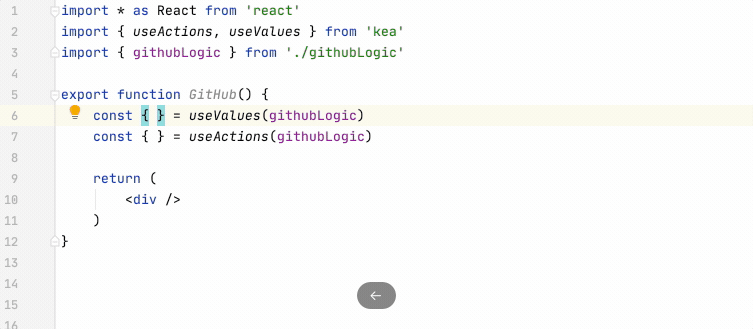 1 import * as React from 'react'
2 import { useActions, useValues } from 'kea'
3 import { githubLogic } from './githubLogic'
4
5 export function GitHub() {
6     const { } = useValues(githubLogic)
7     const { } = useActions(githubLogic)
8
9     return (
10         <div />
11     )
12 }
13
14
15
16